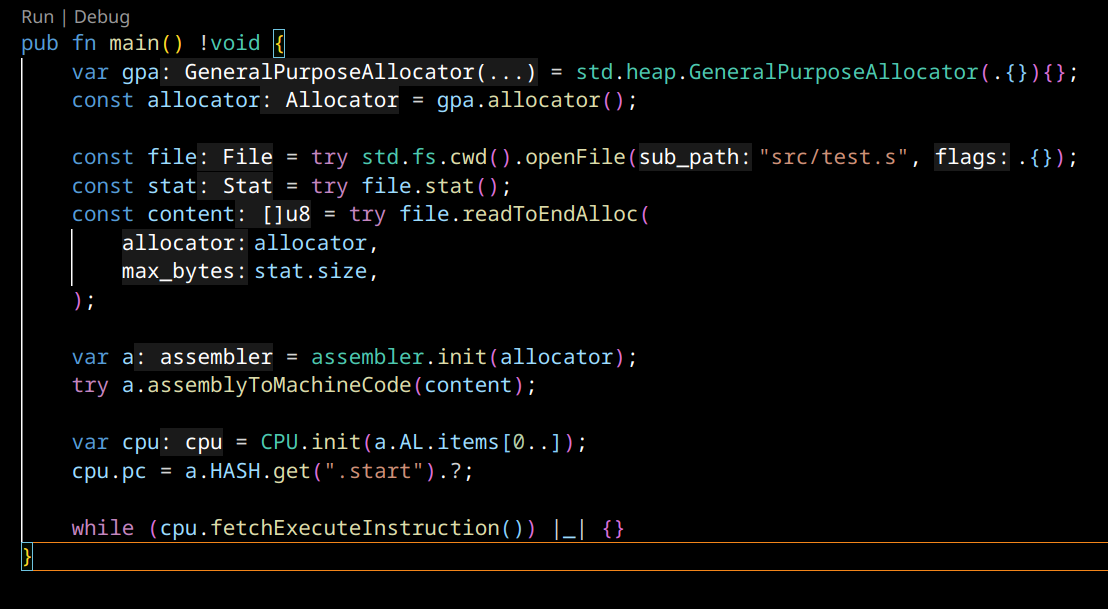 Run | Debug
pub fn main() !void {
var gpa: GeneralPurposeAllocator(...) = std.heap.GeneralPurposeAllocator(.{}){};
const allocator: Allocator = gpa.allocator();
const file: File = try std.fs.cwd().openFile(sub_path: "src/test.s", flags: .{});
const stat: Stat = try file.stat();
const content: []u8 = try file.readToEndAlloc(
allocator: allocator,
max_bytes: stat.size,
);
var a: assembler = assembler.init(allocator);
try a.assemblyToMachineCode(content);
var cpu: cpu = CPU.init(a.AL.items[0..]);
cpu.pc = a.HASH.get(".start").?;
while (cpu.fetchExecuteInstruction()) |_| {}
}